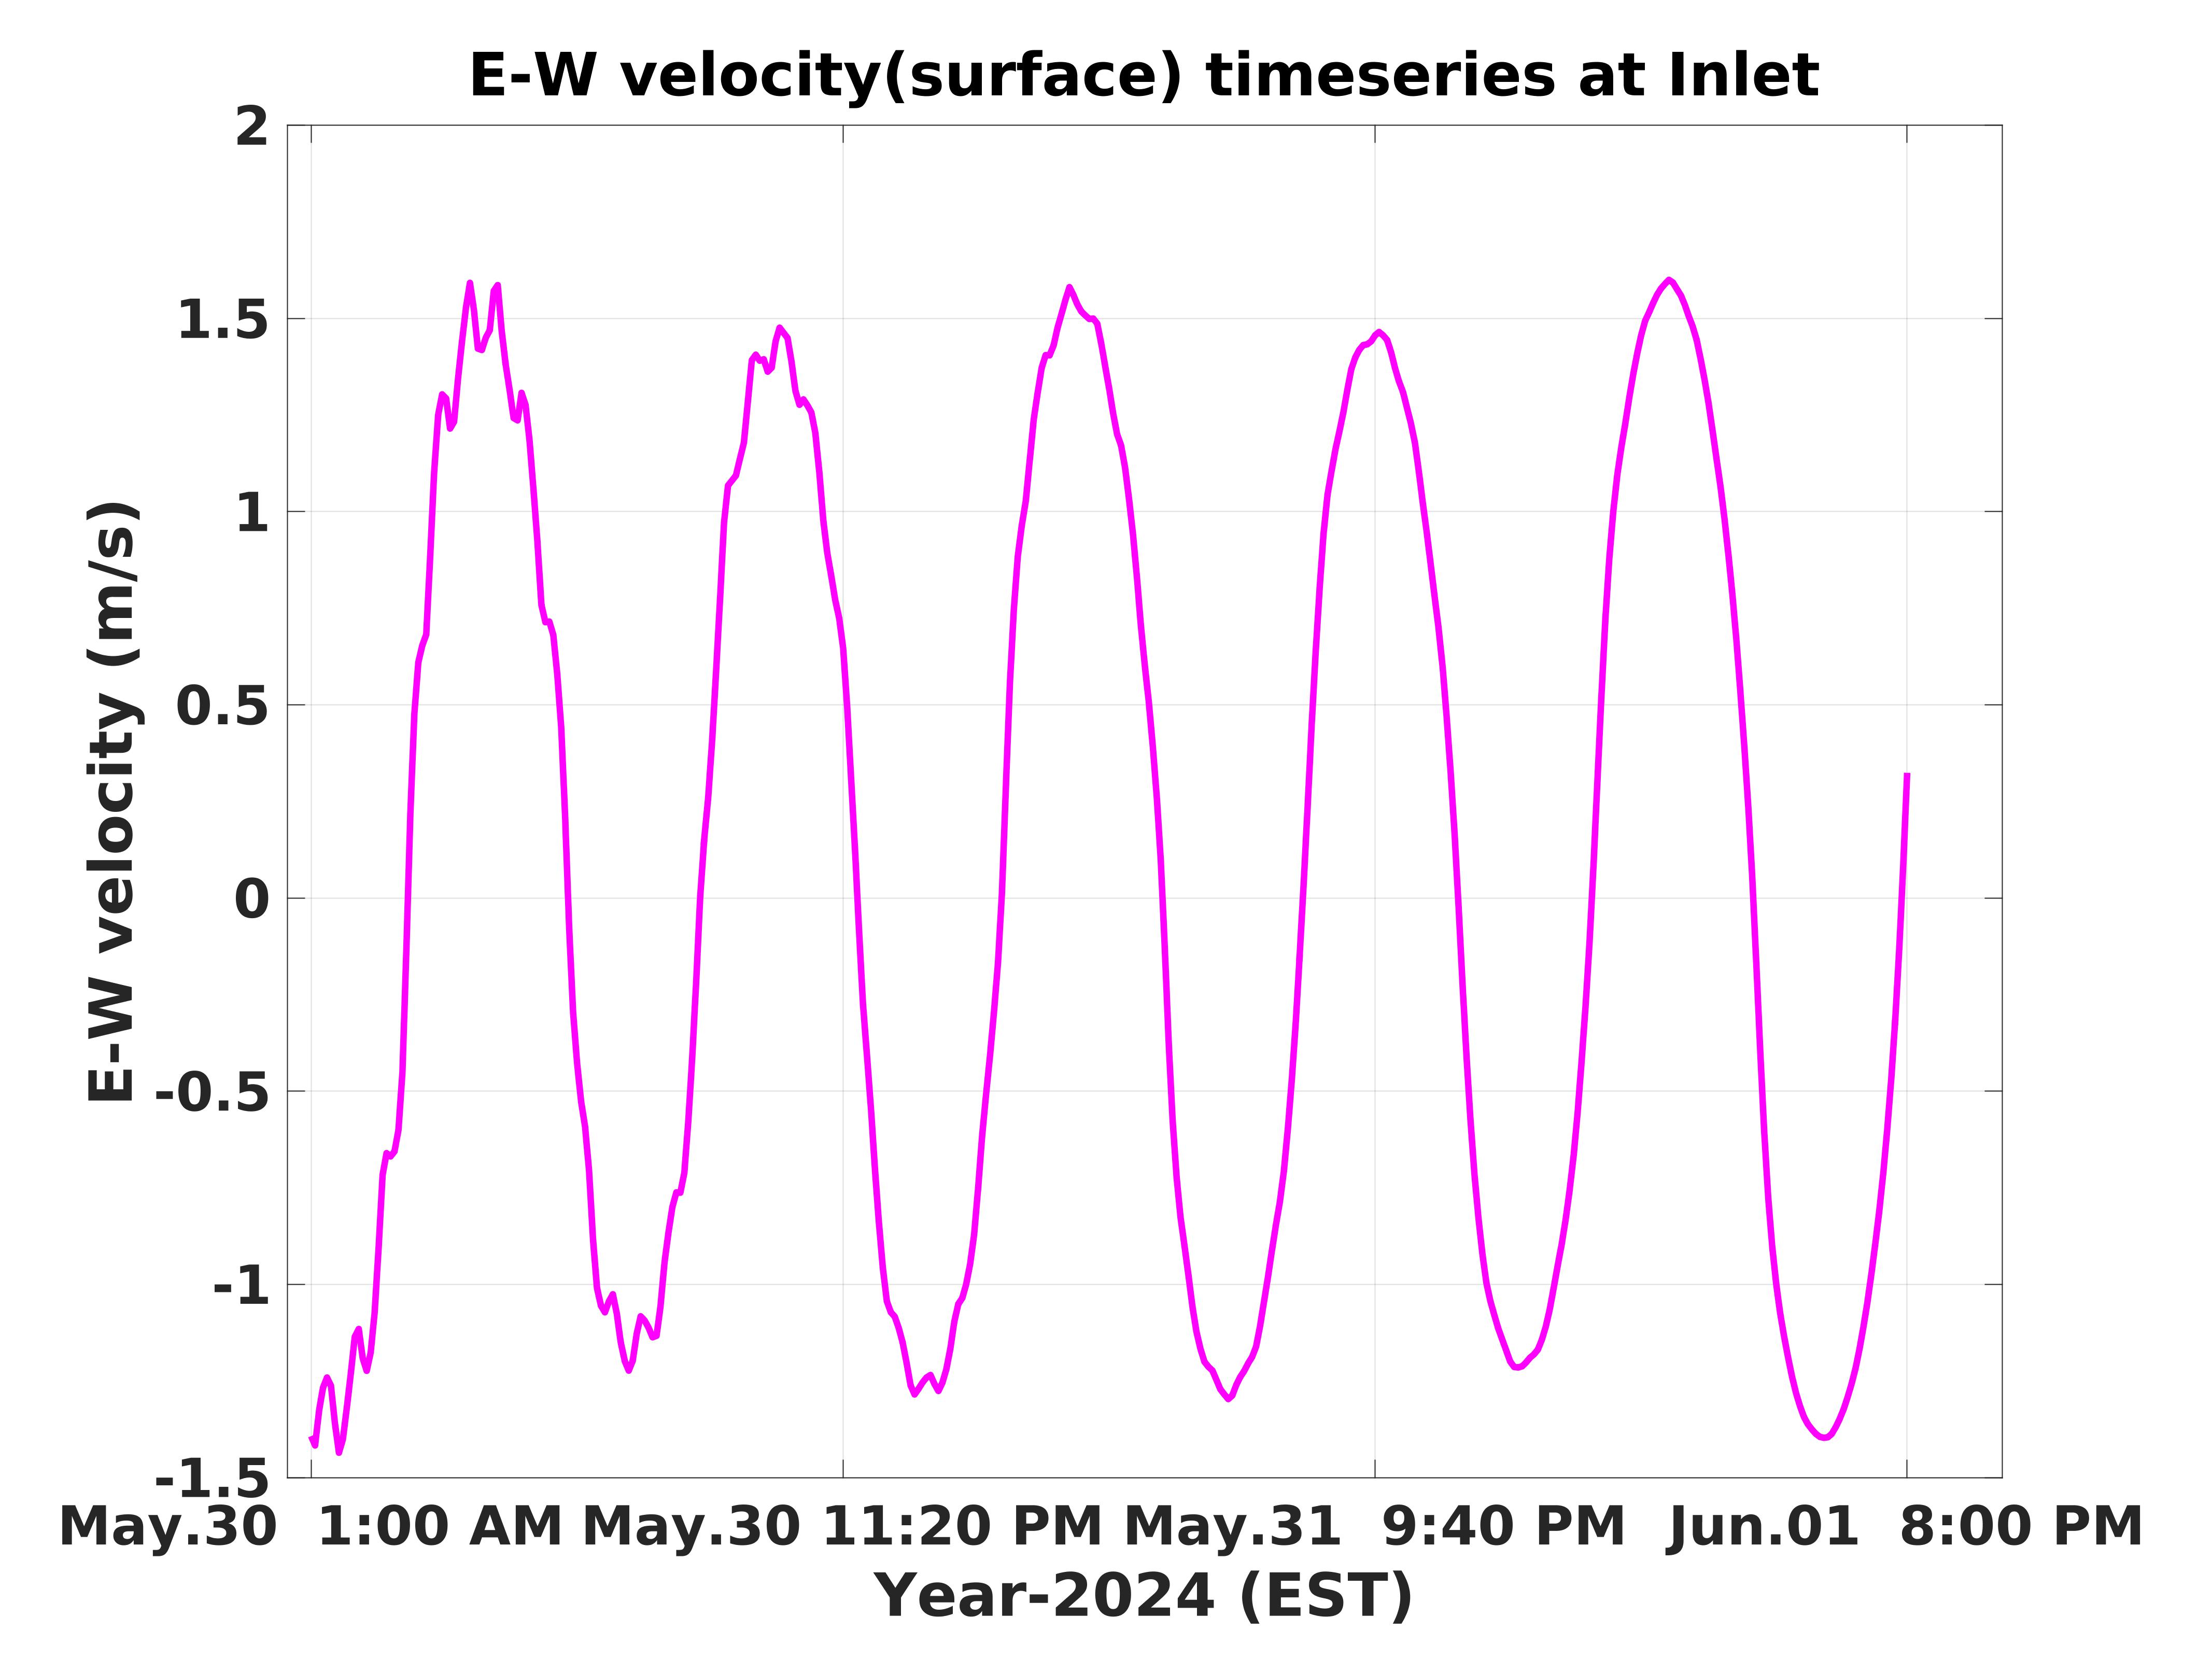 E-W velocity(surface) timeseries at Inlet
2
1.5
1
0.5
0
-0.5
-1
-1.5
E-W velocity (m/s)
May.30 1:00 AM May.30 11:20 PM May.31 9:40 PM Jun.01 8:00 PM
Year-2024 (EST)